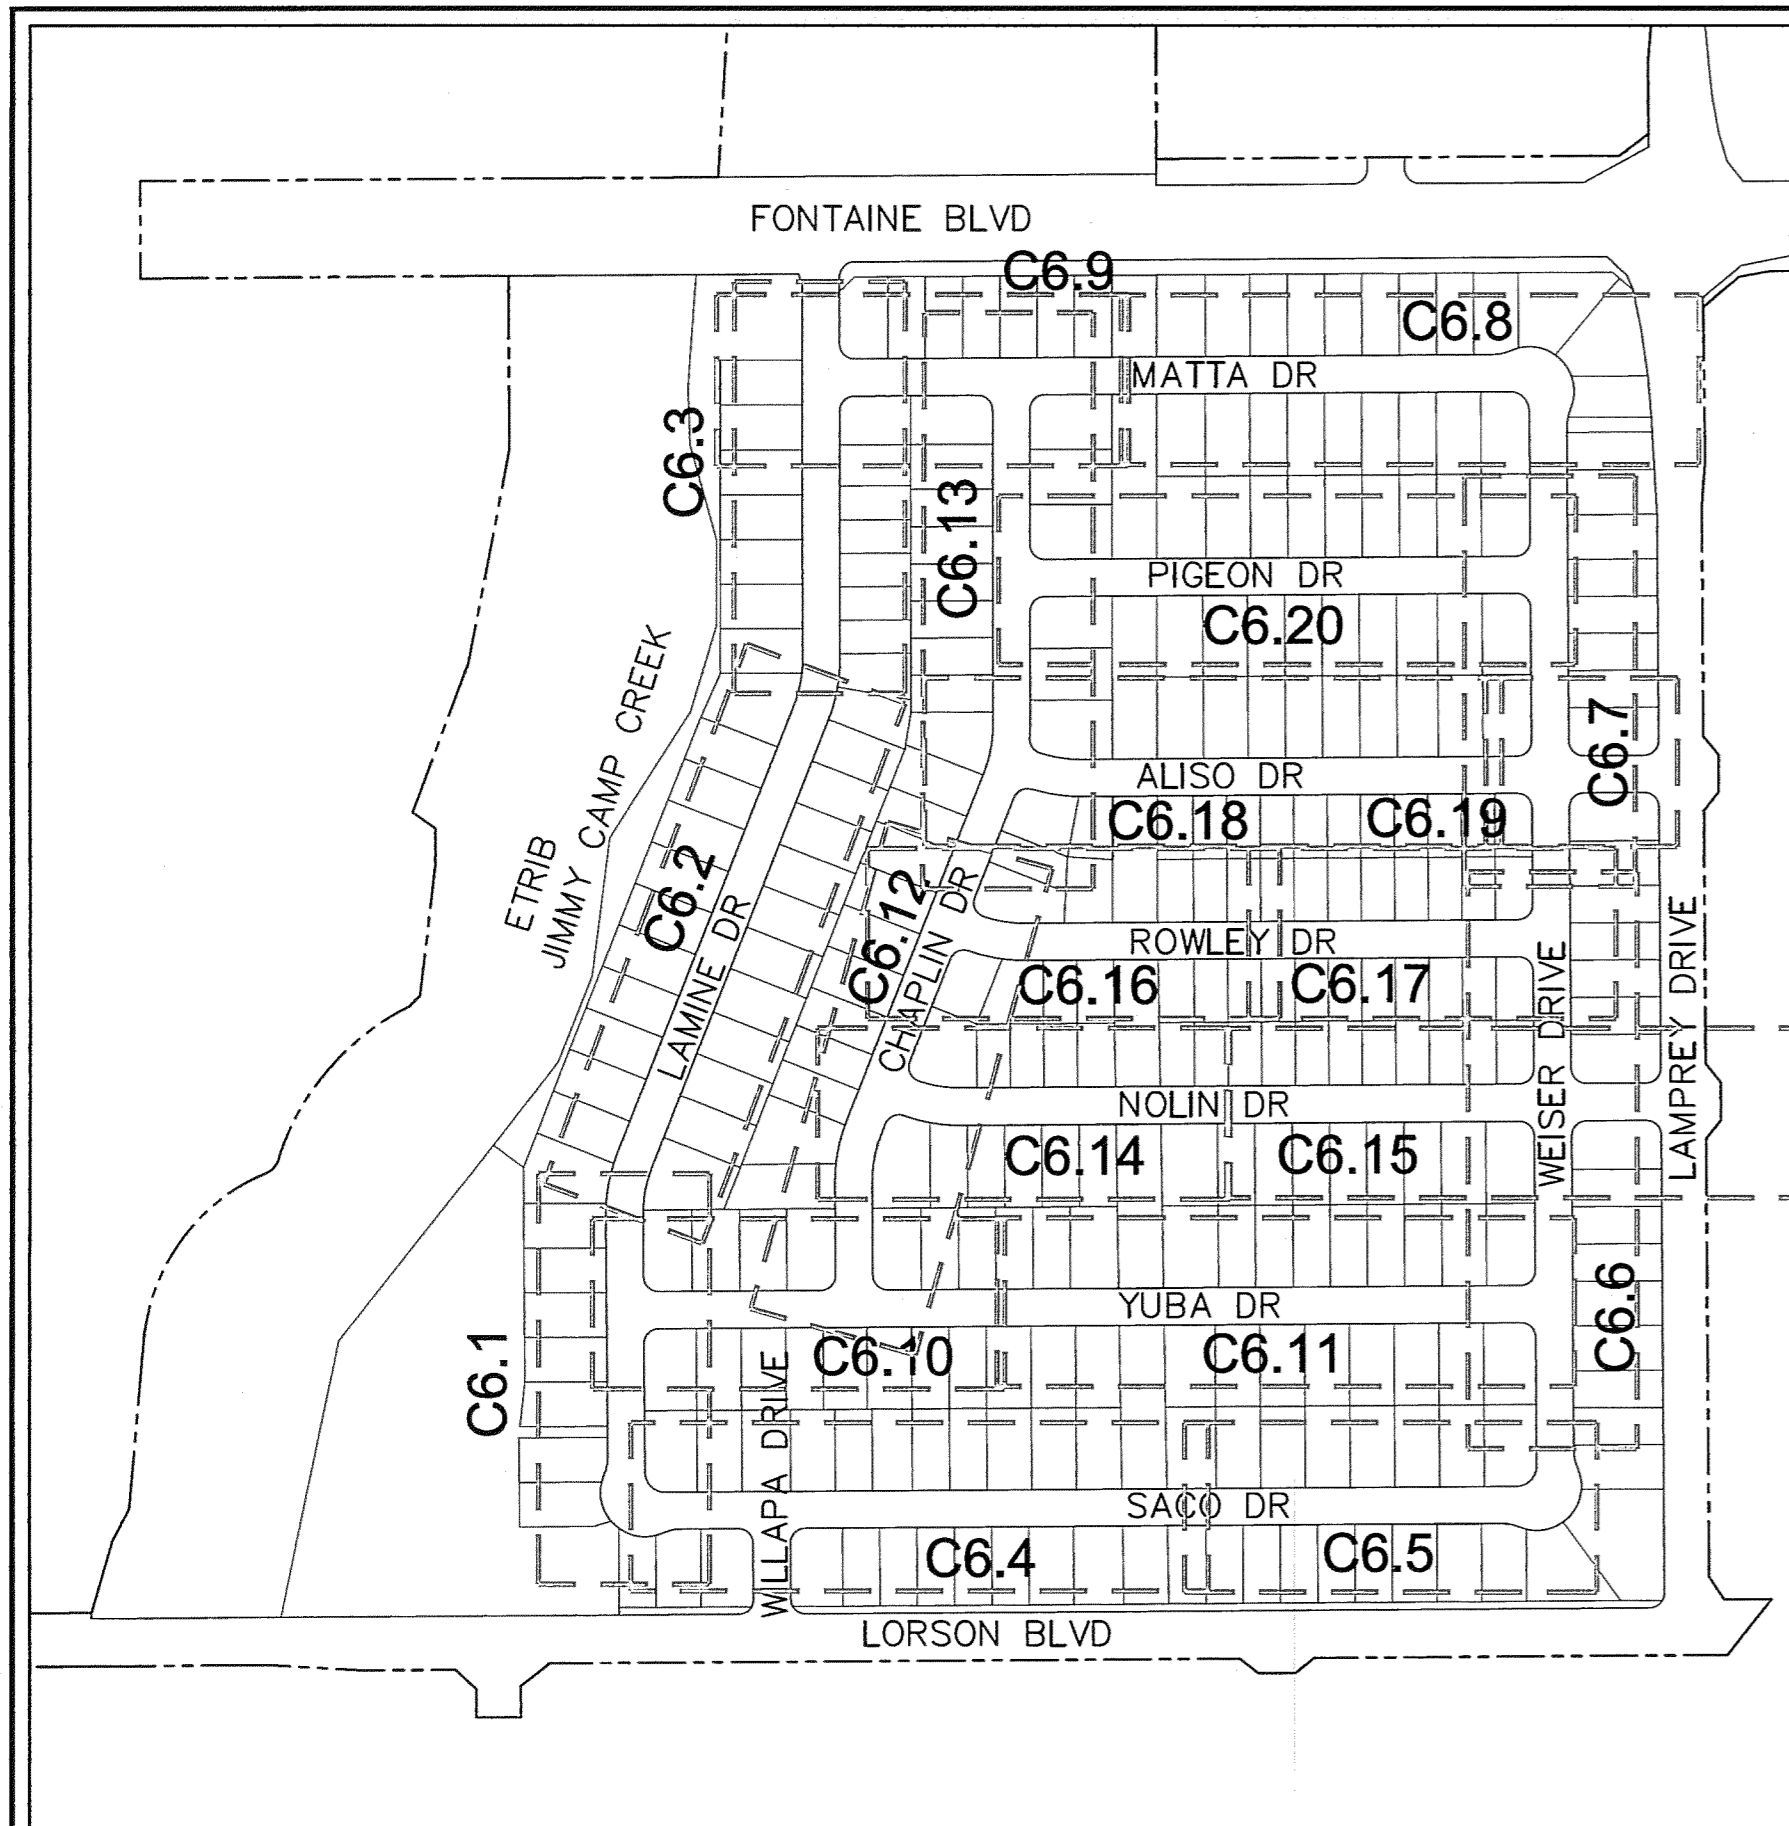 FONTAINE BLVD
C6.9
C6.8
MATTA DR
C6.3
C6.13
PIGEON DR
C6.20
ETRIB
JIMMY CAMP CREEK
C6.7
ALISO DR
C6.18
C6.19
C6.2
LAMINE DR
C6.12
CHAPLIN DR
ROWLEY DR
C6.16
C6.17
WEISER DRIVE
LAMPREY DRIVE
NOLIN DR
C6.14
C6.15
YUBA DR
C6.6
C6.1
C6.10
C6.11
WILLAPA DRIVE
SACO DR
C6.4
C6.5
LORSON BLVD